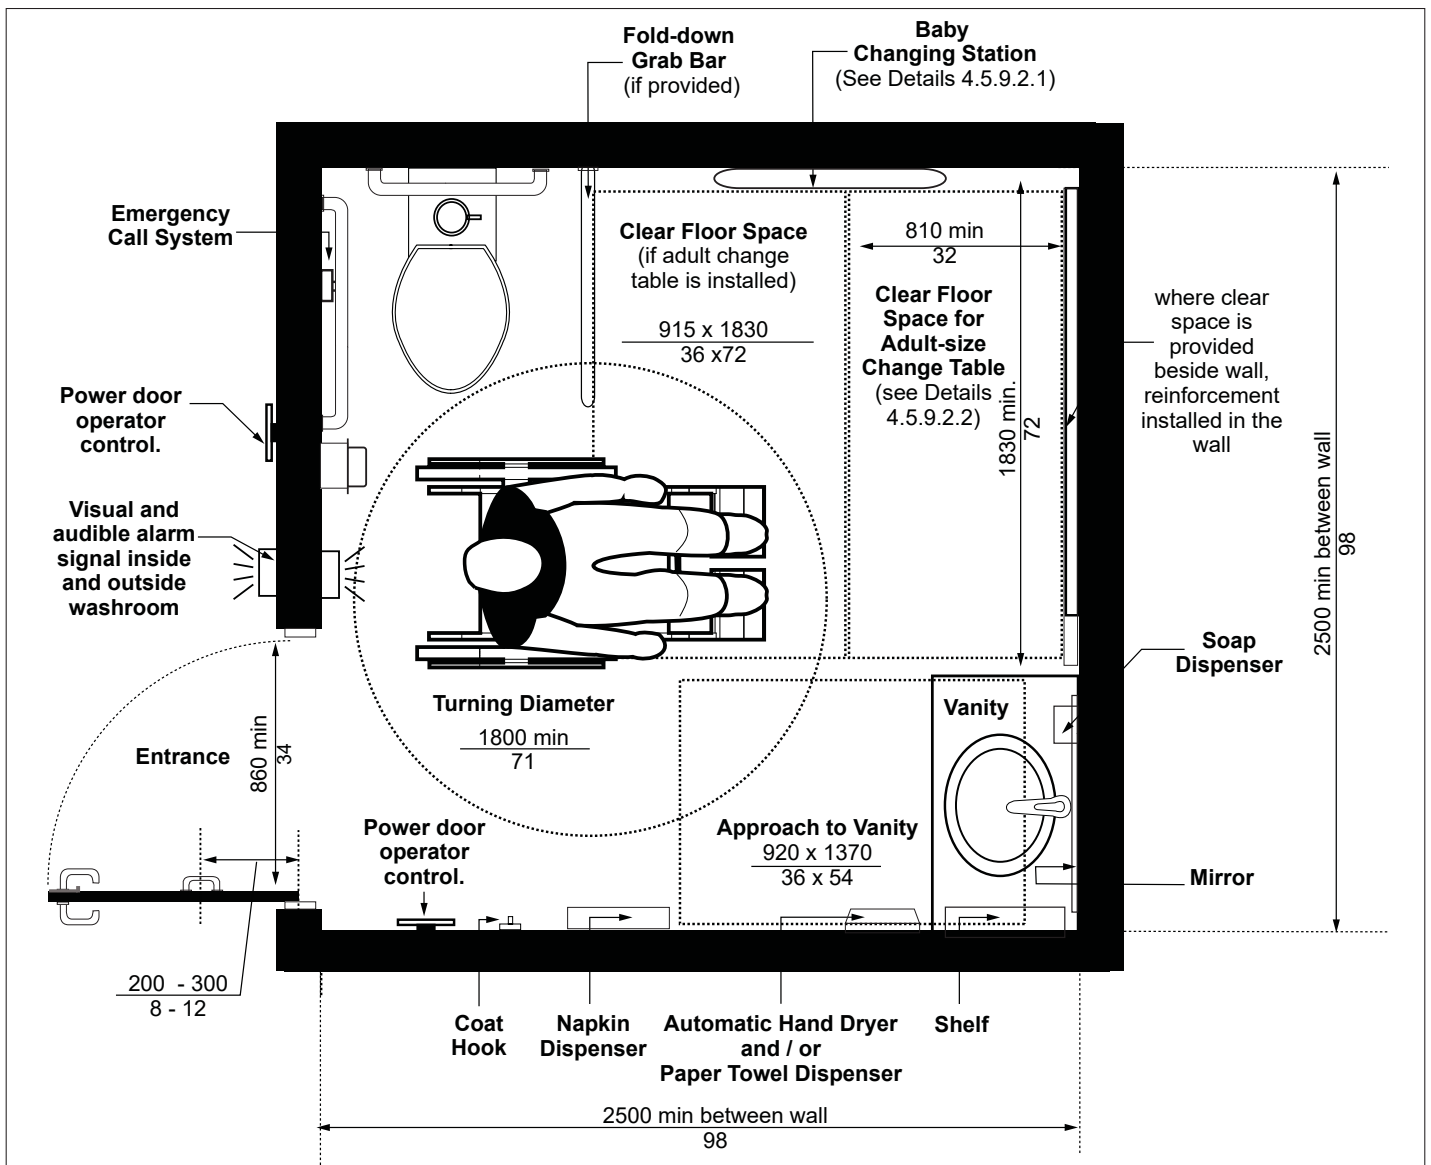 Fold-down
Grab Bar
(if provided)
Baby
Changing Station
(See Details 4.5.9.2.1)
Emergency
Call System
Clear Floor Space
(if adult change
table is installed)
915 x 1830
36 x72
810 min
32
Clear Floor
Space for
Adult-size
Change Table
(see Details
4.5.9.2.2)
1830 min.
72
where clear
space is
provided
beside wall,
reinforcement
installed in the
wall
2500 min between wall
98
Power door
operator
control.
Visual and
audible alarm
signal inside
and outside
washroom
Soap
Dispenser
Turning Diameter
1800 min
71
Vanity
Entrance
860 min
34
Power door
operator
control.
Approach to Vanity
920 x 1370
36 x 54
Mirror
200 - 300
8 - 12
Coat
Hook
Napkin
Dispenser
Automatic Hand Dryer
and / or
Paper Towel Dispenser
Shelf
2500 min between wall
98